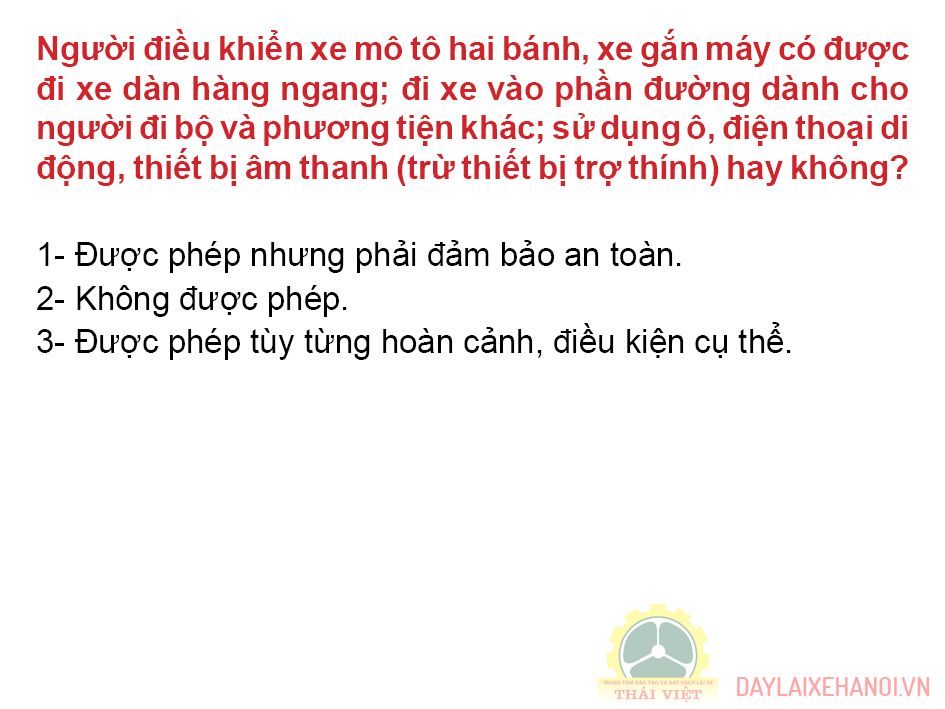 Người điều khiển xe mô tô hai bánh, xe gắn máy có được
đi xe dàn hàng ngang; đi xe vào phần đường dành cho
người đi bộ và phương tiện khác; sử dụng ô, điện thoại di
động, thiết bị âm thanh (trừ thiết bị trợ thính) hay không?
1- Được phép nhưng phải đảm bảo an toàn.
2- Không được phép.
3- Được phép tùy từng hoàn cảnh, điều kiện cụ thể.
TRUNG TÂM ĐÀO TẠO VÀ SÁT HẠCH LÁI XE
THÁI VIỆT
DAYLAIXEHANOI.VN